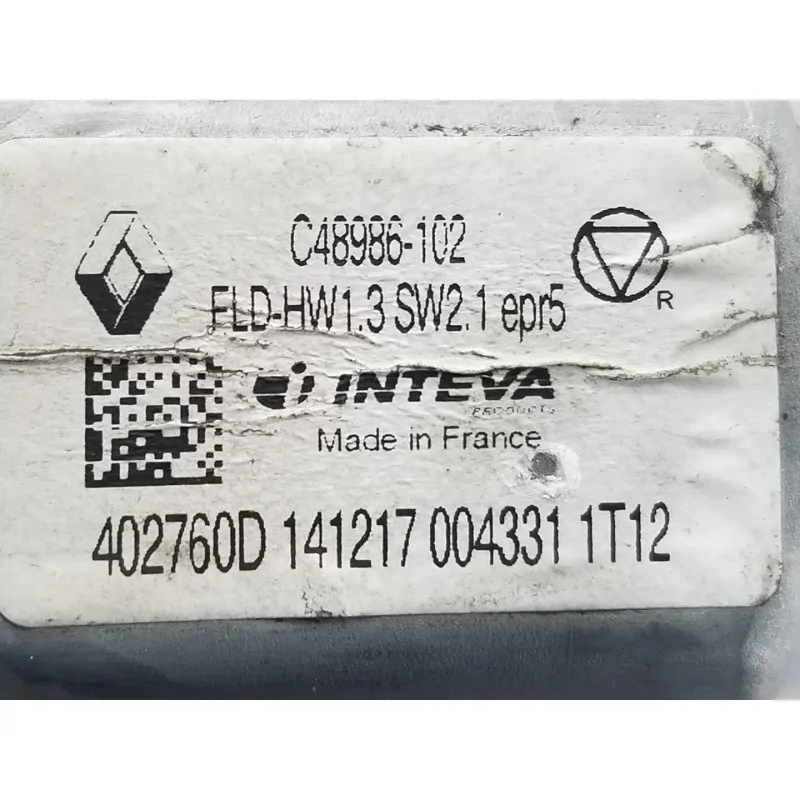 C48986-102
FLD-HW1.3 SW2.1 epr5
R
INTEVA
PRODUCTS
Made in France
402760D 141217 004331 1T12